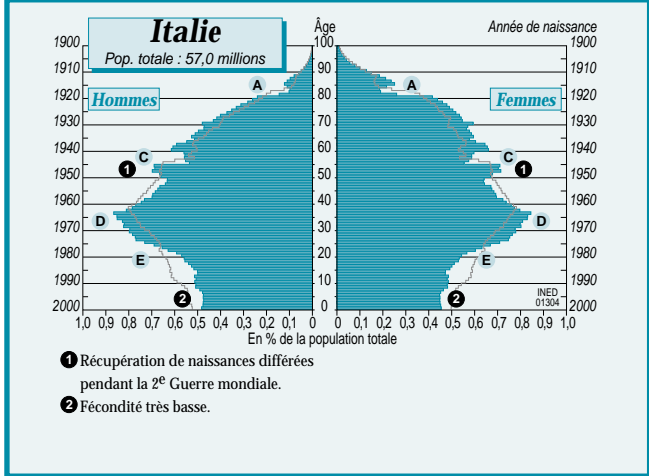 Italie
Pop. totale : 57,0 millions
Âge
Année de naissance
Hommes
Femmes
1900 100 1900
1910 90 1910
A A
1920 80 1920
1930 70 1930
1940 60 1940
C C
1 1
1950 50 1950
1960 40 1960
D D
1970 30 1970
E E
1980 20 1980
1990 10 1990
INED
01304
2 2
2000 0 2000
1,0 0,9 0,8 0,7 0,6 0,5 0,4 0,3 0,2 0,1 0 0 0,1 0,2 0,3 0,4 0,5 0,6 0,7 0,8 0,9 1,0
En % de la population totale
1 Récupération de naissances différées
pendant la 2e Guerre mondiale.
2 Fécondité très basse.